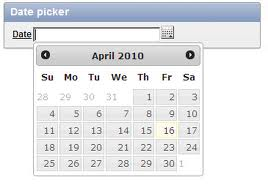 Date picker
Date
April 2010
Su Mo Tu We Th Fr Sa
28 29 30 31 1 2 3
4 5 6 7 8 9 10
11 12 13 14 15 16 17
18 19 20 21 22 23 24
25 26 27 28 29 30 1